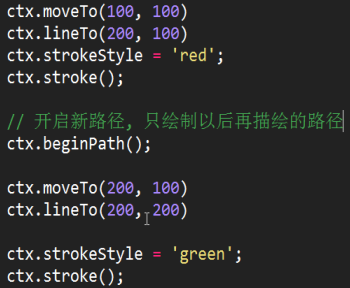 ctx.moveTo(100, 100)
ctx.lineTo(200, 100)
ctx.strokeStyle = 'red';
ctx.stroke();
// 开启新路径, 只绘制以后再描绘的路径
ctx.beginPath();
ctx.moveTo(200, 100)
ctx.lineTo(200, 200)
ctx.strokeStyle = 'green';
ctx.stroke();